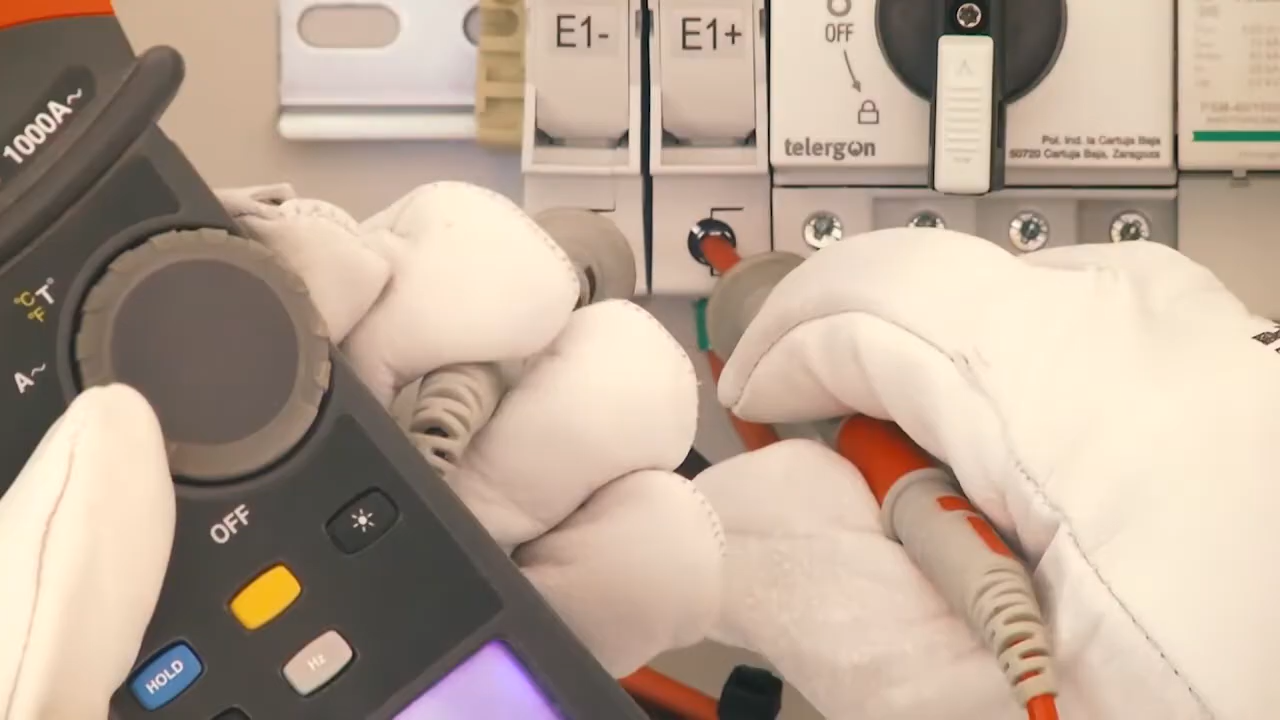 E1-
E1+
OFF
telergon
Pol. Ind. la Cartuja Baja
50720 Cartuja Baja, Zaragoza
1000A~
°C
°F
T°
A~
OFF
HOLD
Hz